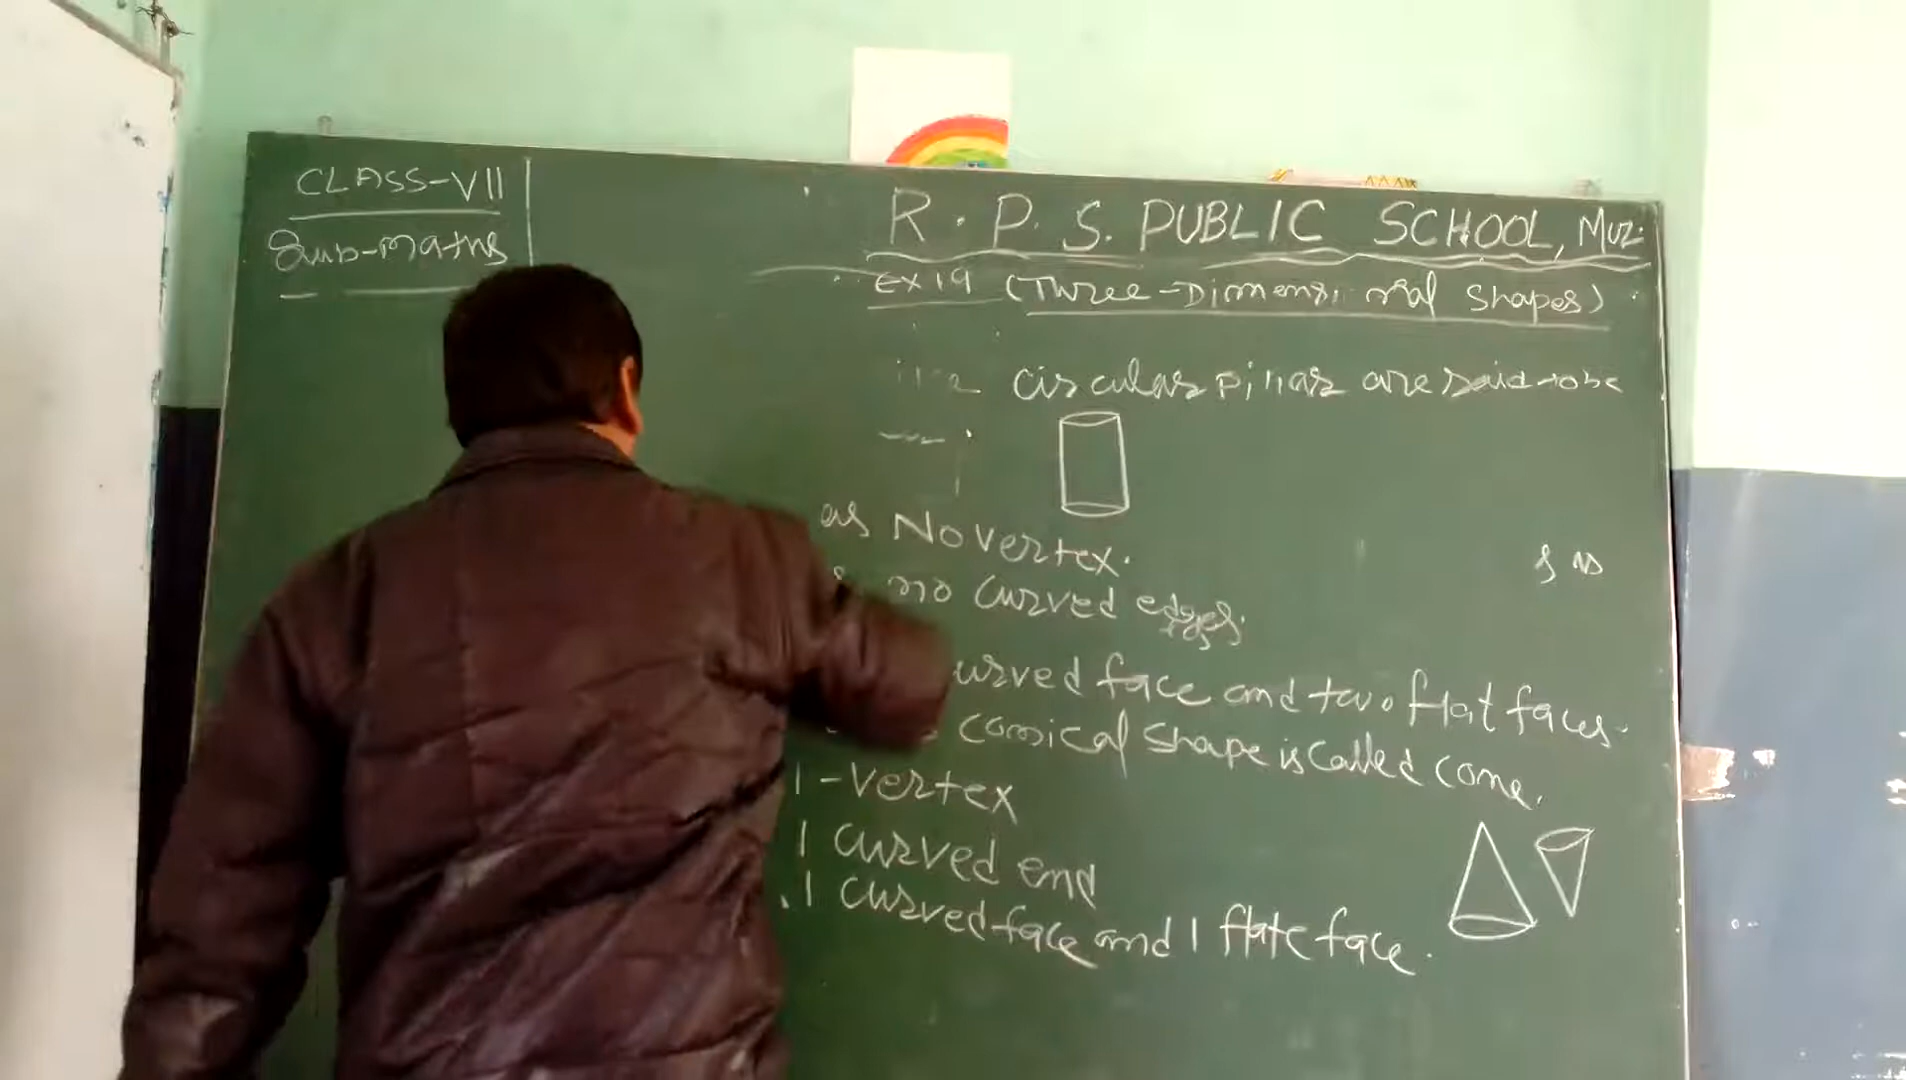 CLASS-VII
Sub-Maths
R. P. S. PUBLIC SCHOOL, Muz.
EX 19 (Three-Dimensional Shapes)
circular pillar are said to be
as No vertex.
no curved edges.
urved face and two flat faces.
conical shape is called cone.
1-vertex
1 curved end
1 curved face and 1 flate face.